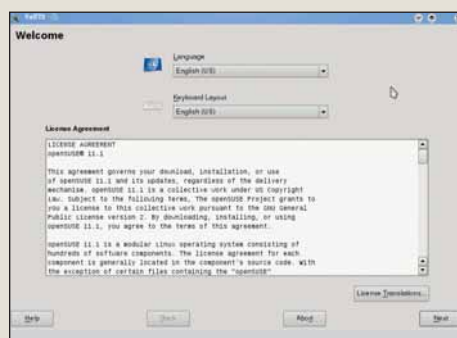 YaST2
Welcome
Language
English (US)
Keyboard Layout
English (US)
License Agreement
LICENSE AGREEMENT
openSUSE® 11.1
This agreement governs your download, installation, or use
of openSUSE 11.1 and its updates, regardless of the delivery
mechanism. openSUSE 11.1 is a collective work under US Copyright
Law. Subject to the following terms, The openSUSE Project grants to
you a license to this collective work pursuant to the GNU General
Public License version 2. By downloading, installing, or using
openSUSE 11.1, you agree to the terms of this agreement.
openSUSE 11.1 is a modular Linux operating system consisting of
hundreds of software components. The license agreement for each
component is generally located in the component's source code. With
the exception of certain files containing the "openSUSE"
License Translations...
Help
Back
Abort
Next